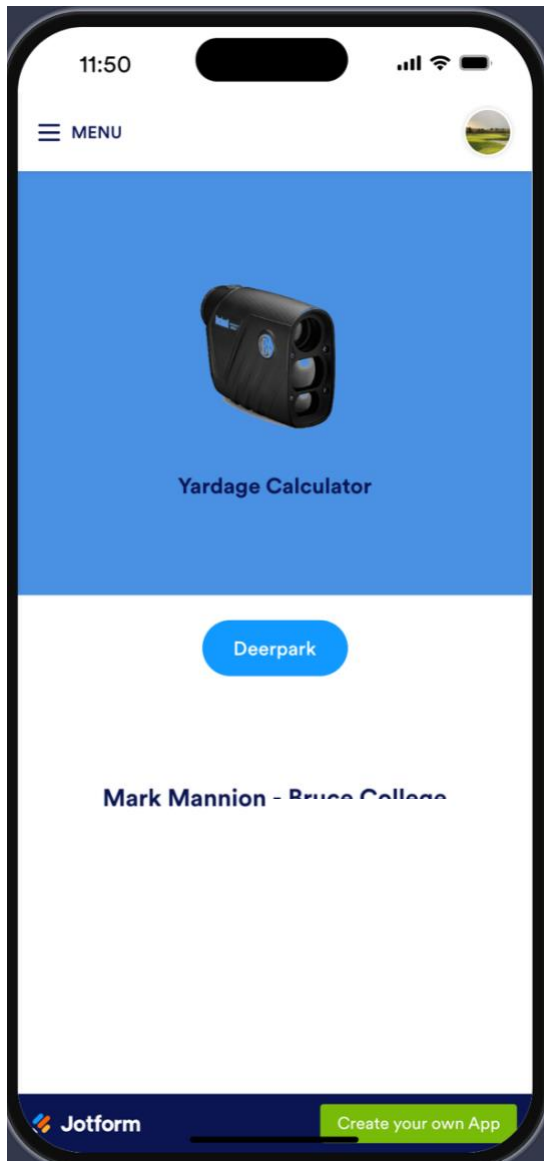 11:50
MENU
Yardage Calculator
Deerpark
Mark Mannion - Bruce College
Jotform
Create your own App